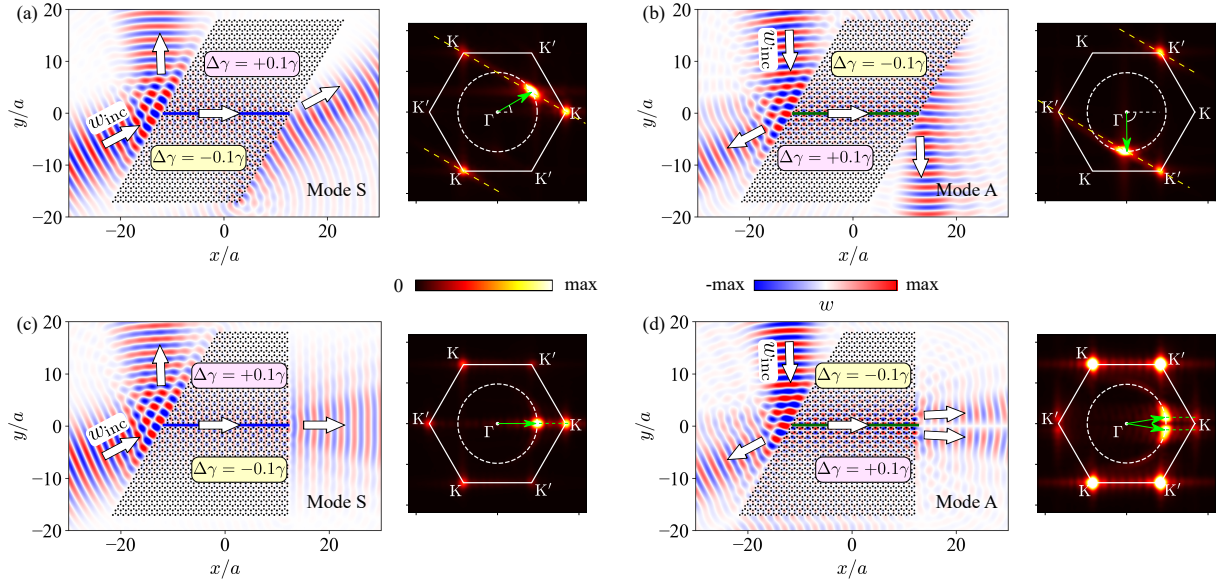 (a)
20
10
0
−10
−20
y/a
−20
0
20
x/a
Δγ = +0.1γ
Δγ = −0.1γ
w_inc
Mode S
K
K′
K′
K
K
K′
Γ
(b)
20
10
0
−10
−20
y/a
−20
0
20
x/a
w_inc
Δγ = −0.1γ
Δγ = +0.1γ
Mode A
K
K′
K′
K
K
K′
Γ
0
max
-max
max
w
(c)
20
10
0
−10
−20
y/a
−20
0
20
x/a
Δγ = +0.1γ
Δγ = −0.1γ
w_inc
Mode S
K
K′
K′
K
K
K′
Γ
(d)
20
10
0
−10
−20
y/a
−20
0
20
x/a
w_inc
Δγ = −0.1γ
Δγ = +0.1γ
Mode A
K
K′
K′
K
K
K′
Γ